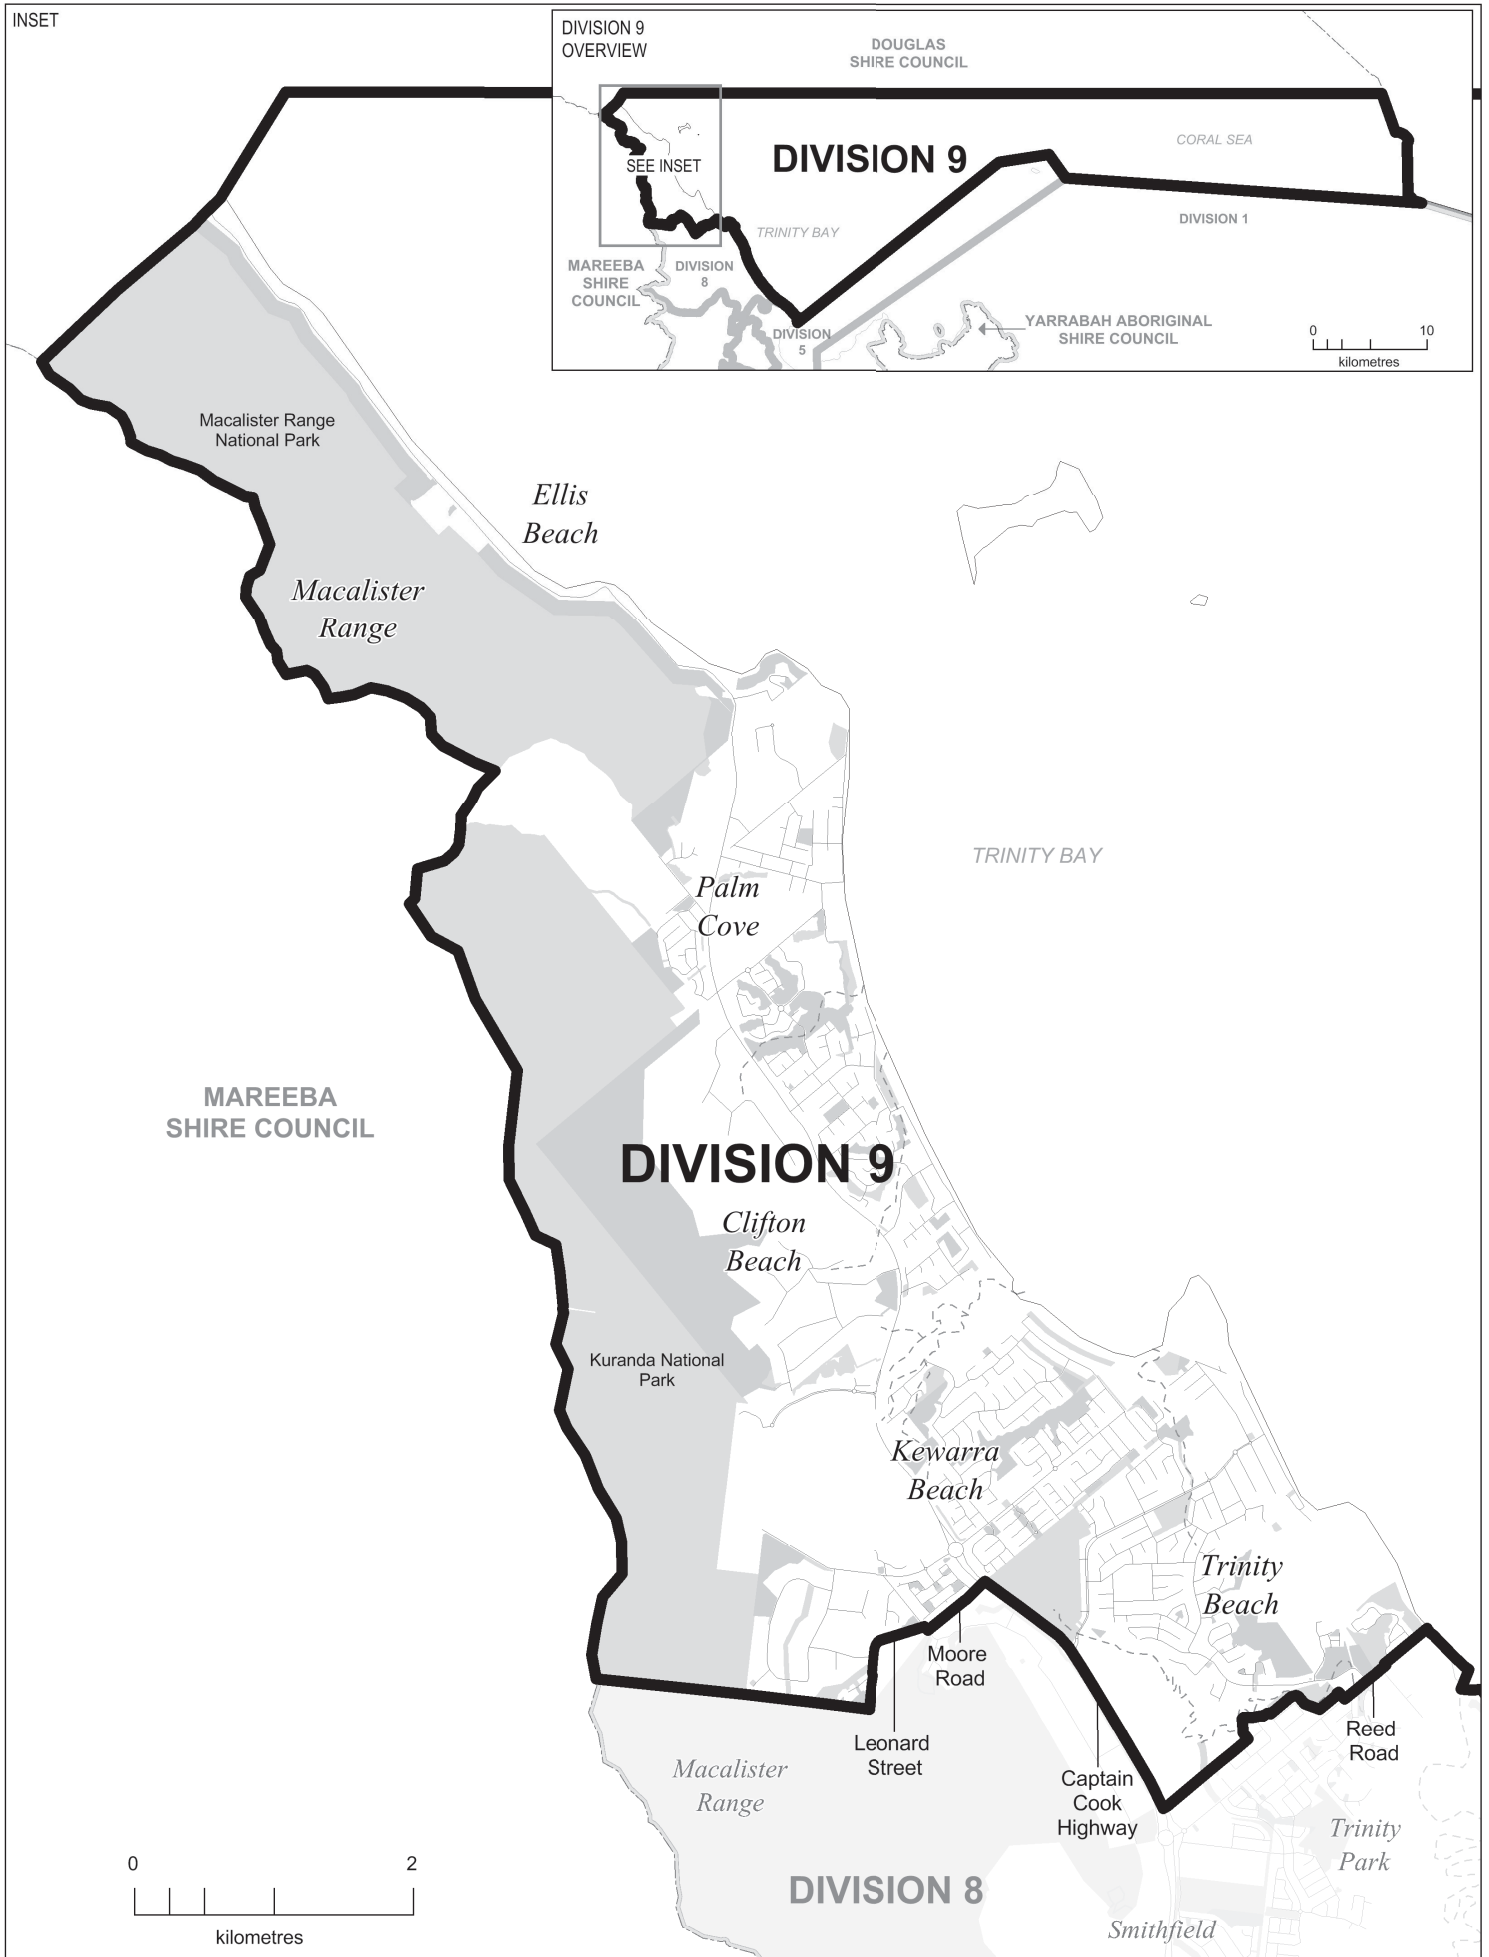 INSET
DIVISION 9
OVERVIEW
DOUGLAS
SHIRE COUNCIL
CORAL SEA
DIVISION 9
SEE INSET
TRINITY BAY
DIVISION 1
MAREEBA
SHIRE
COUNCIL
DIVISION
8
DIVISION
5
YARRABAH ABORIGINAL
SHIRE COUNCIL
0 10
kilometres
Macalister Range
National Park
Ellis
Beach
Macalister
Range
TRINITY BAY
Palm
Cove
MAREEBA
SHIRE COUNCIL
DIVISION 9
Clifton
Beach
Kuranda National
Park
Kewarra
Beach
Trinity
Beach
Moore
Road
Leonard
Street
Reed
Road
Captain
Cook
Highway
Macalister
Range
Trinity
Park
0 2
kilometres
DIVISION 8
Smithfield